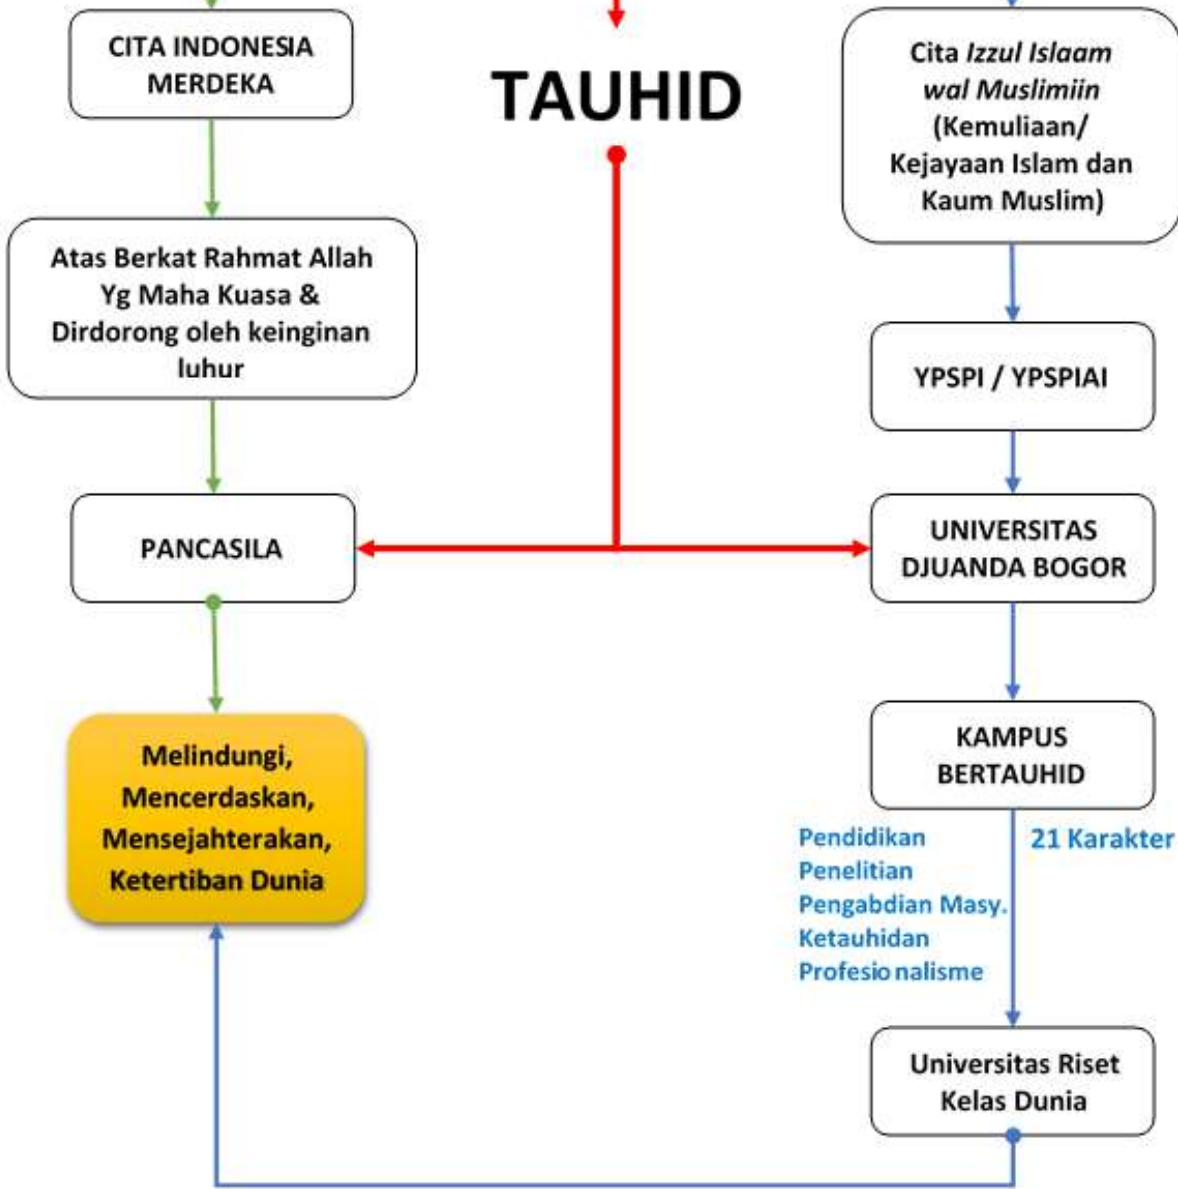 CITA INDONESIA
MERDEKA
Atas Berkat Rahmat Allah
Yg Maha Kuasa &
Dirdorong oleh keinginan
luhur
PANCASILA
Melindungi,
Mencerdaskan,
Mensejahterakan,
Ketertiban Dunia
TAUHID
Cita Izzul Islaam
wal Muslimiin
(Kemuliaan/
Kejayaan Islam dan
Kaum Muslim)
YPSPI / YPSPIAI
UNIVERSITAS
DJUANDA BOGOR
KAMPUS
BERTAUHID
Pendidikan
Penelitian
Pengabdian Masy.
Ketauhidan
Profesionalisme
21 Karakter
Universitas Riset
Kelas Dunia